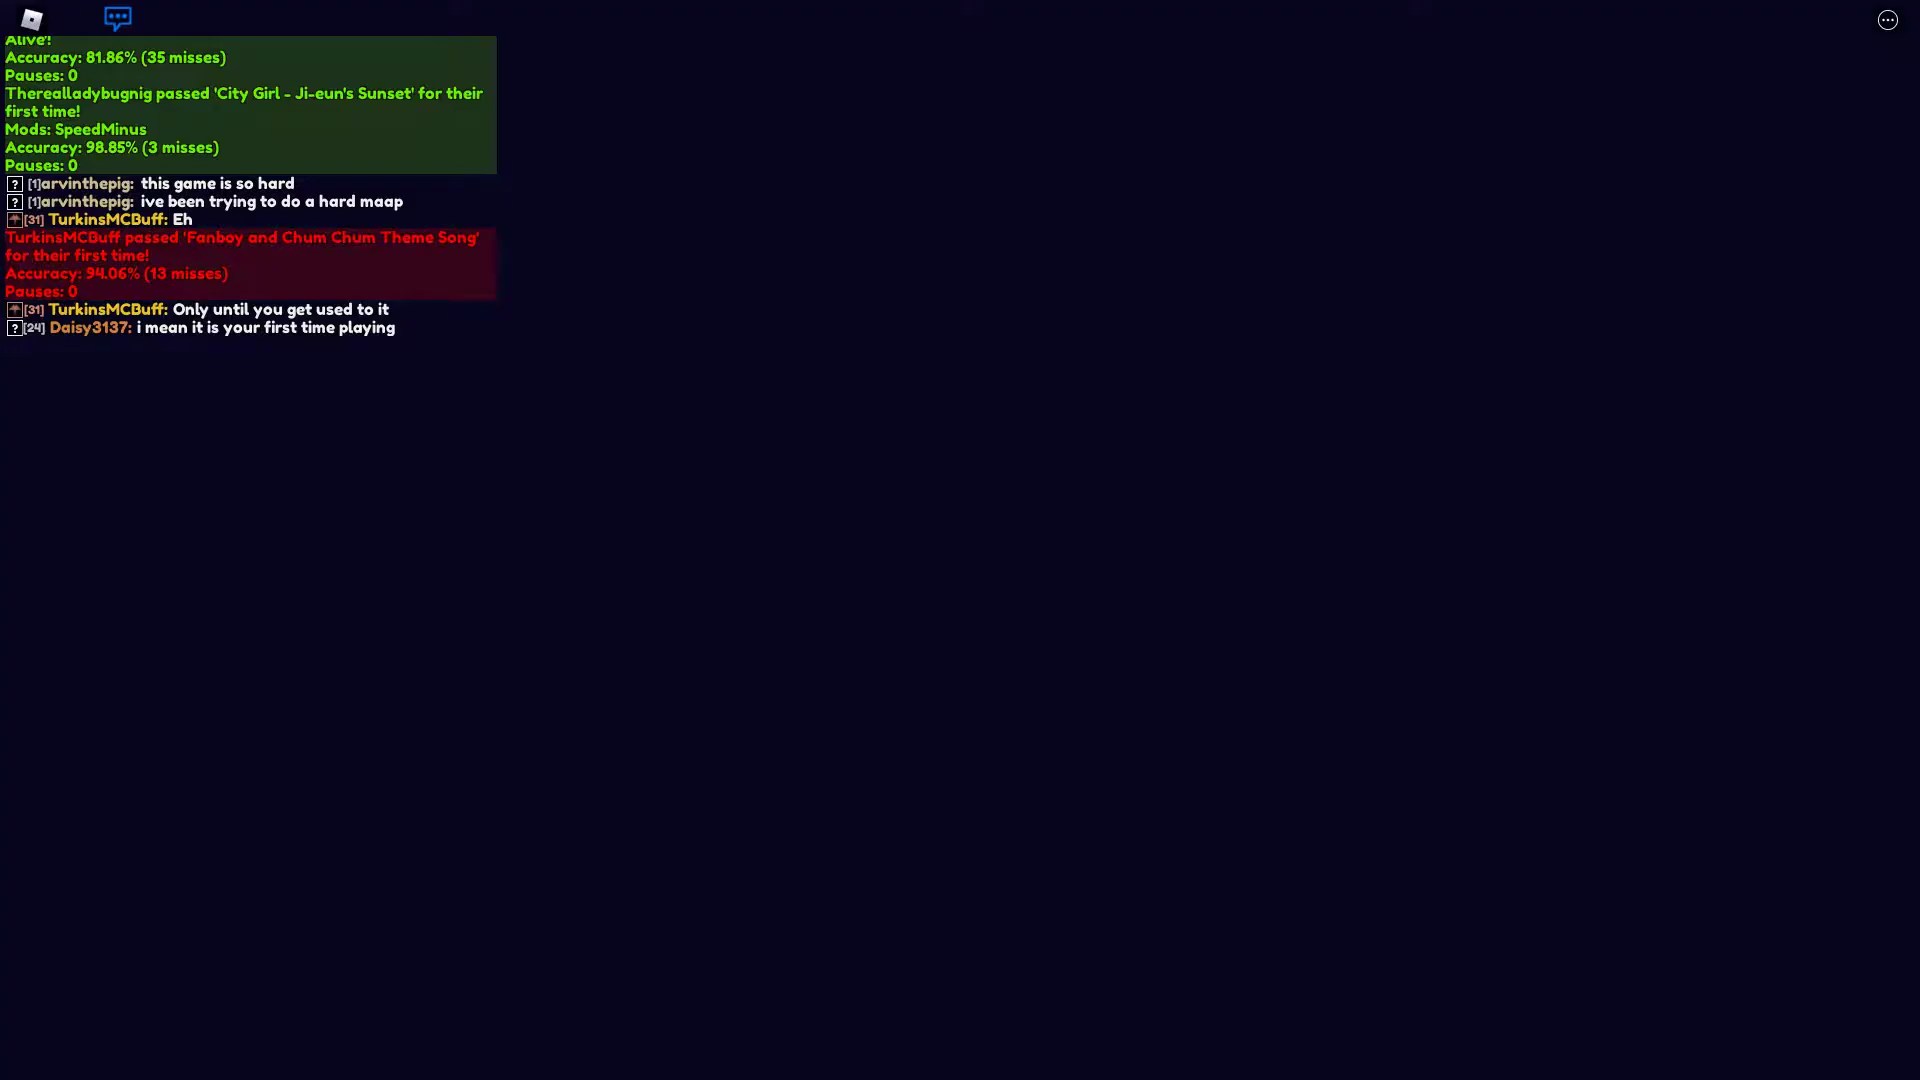 Alive'!
Accuracy: 81.86% (35 misses)
Pauses: 0
Therealladybugnig passed 'City Girl - Ji-eun's Sunset' for their
first time!
Mods: SpeedMinus
Accuracy: 98.85% (3 misses)
Pauses: 0
? [1]arvinthepig: this game is so hard
? [1]arvinthepig: ive been trying to do a hard maap
[31] TurkinsMCBuff: Eh
TurkinsMCBuff passed 'Fanboy and Chum Chum Theme Song'
for their first time!
Accuracy: 94.06% (13 misses)
Pauses: 0
[31] TurkinsMCBuff: Only until you get used to it
?[24] Daisy3137: i mean it is your first time playing